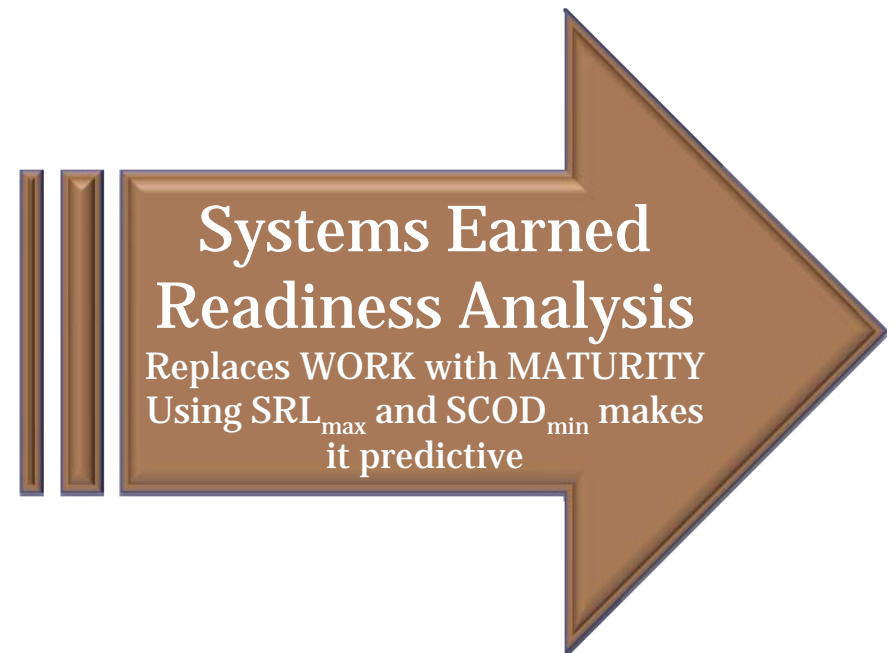 Systems Earned
Readiness Analysis
Replaces WORK with MATURITY
Using SRLmax and SCODmin makes
it predictive